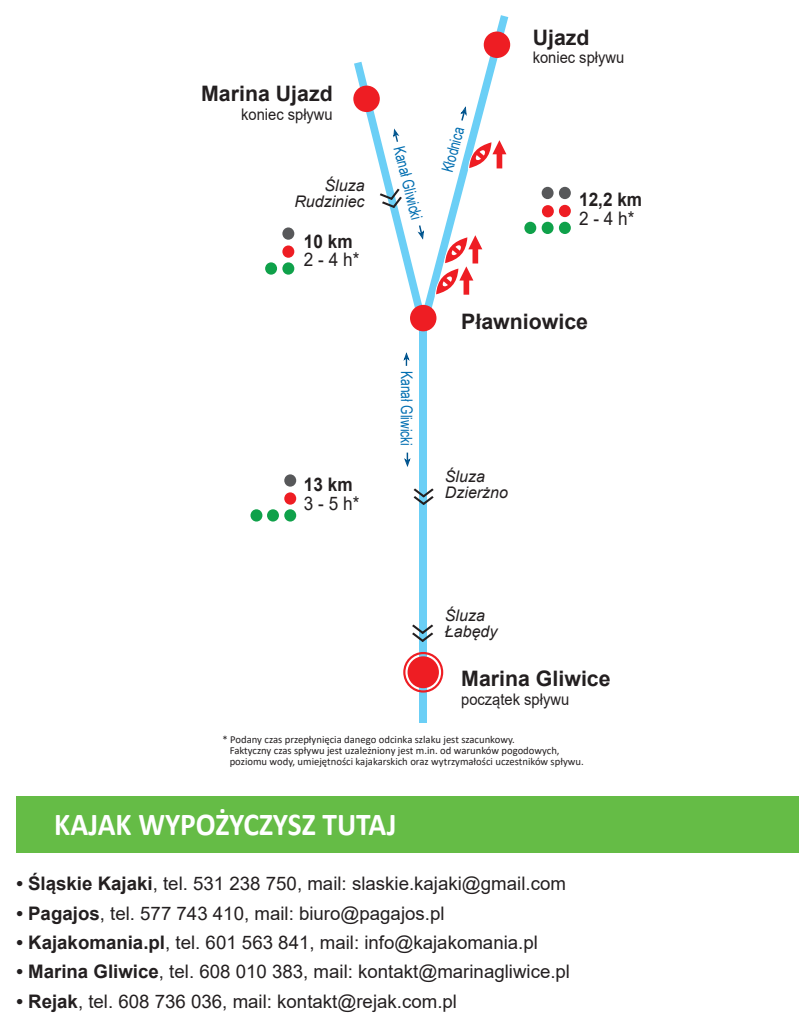 Ujazd
koniec spływu
Marina Ujazd
koniec spływu
Kłodnica
Kanał Gliwicki
Śluza
Rudziniec
12,2 km
2 - 4 h*
10 km
2 - 4 h*
Pławniowice
Kanał Gliwicki
Śluza
Dzierżno
13 km
3 - 5 h*
Śluza
Łabędy
Marina Gliwice
początek spływu
* Podany czas przepłynięcia danego odcinka szlaku jest szacunkowy.
Faktyczny czas spływu jest uzależniony jest m.in. od warunków pogodowych,
poziomu wody, umiejętności kajakarskich oraz wytrzymałości uczestników spływu.
KAJAK WYPOŻYCZYSZ TUTAJ
• Śląskie Kajaki, tel. 531 238 750, mail: slaskie.kajaki@gmail.com
• Pagajos, tel. 577 743 410, mail: biuro@pagajos.pl
• Kajakomania.pl, tel. 601 563 841, mail: info@kajakomania.pl
• Marina Gliwice, tel. 608 010 383, mail: kontakt@marinagliwice.pl
• Rejak, tel. 608 736 036, mail: kontakt@rejak.com.pl